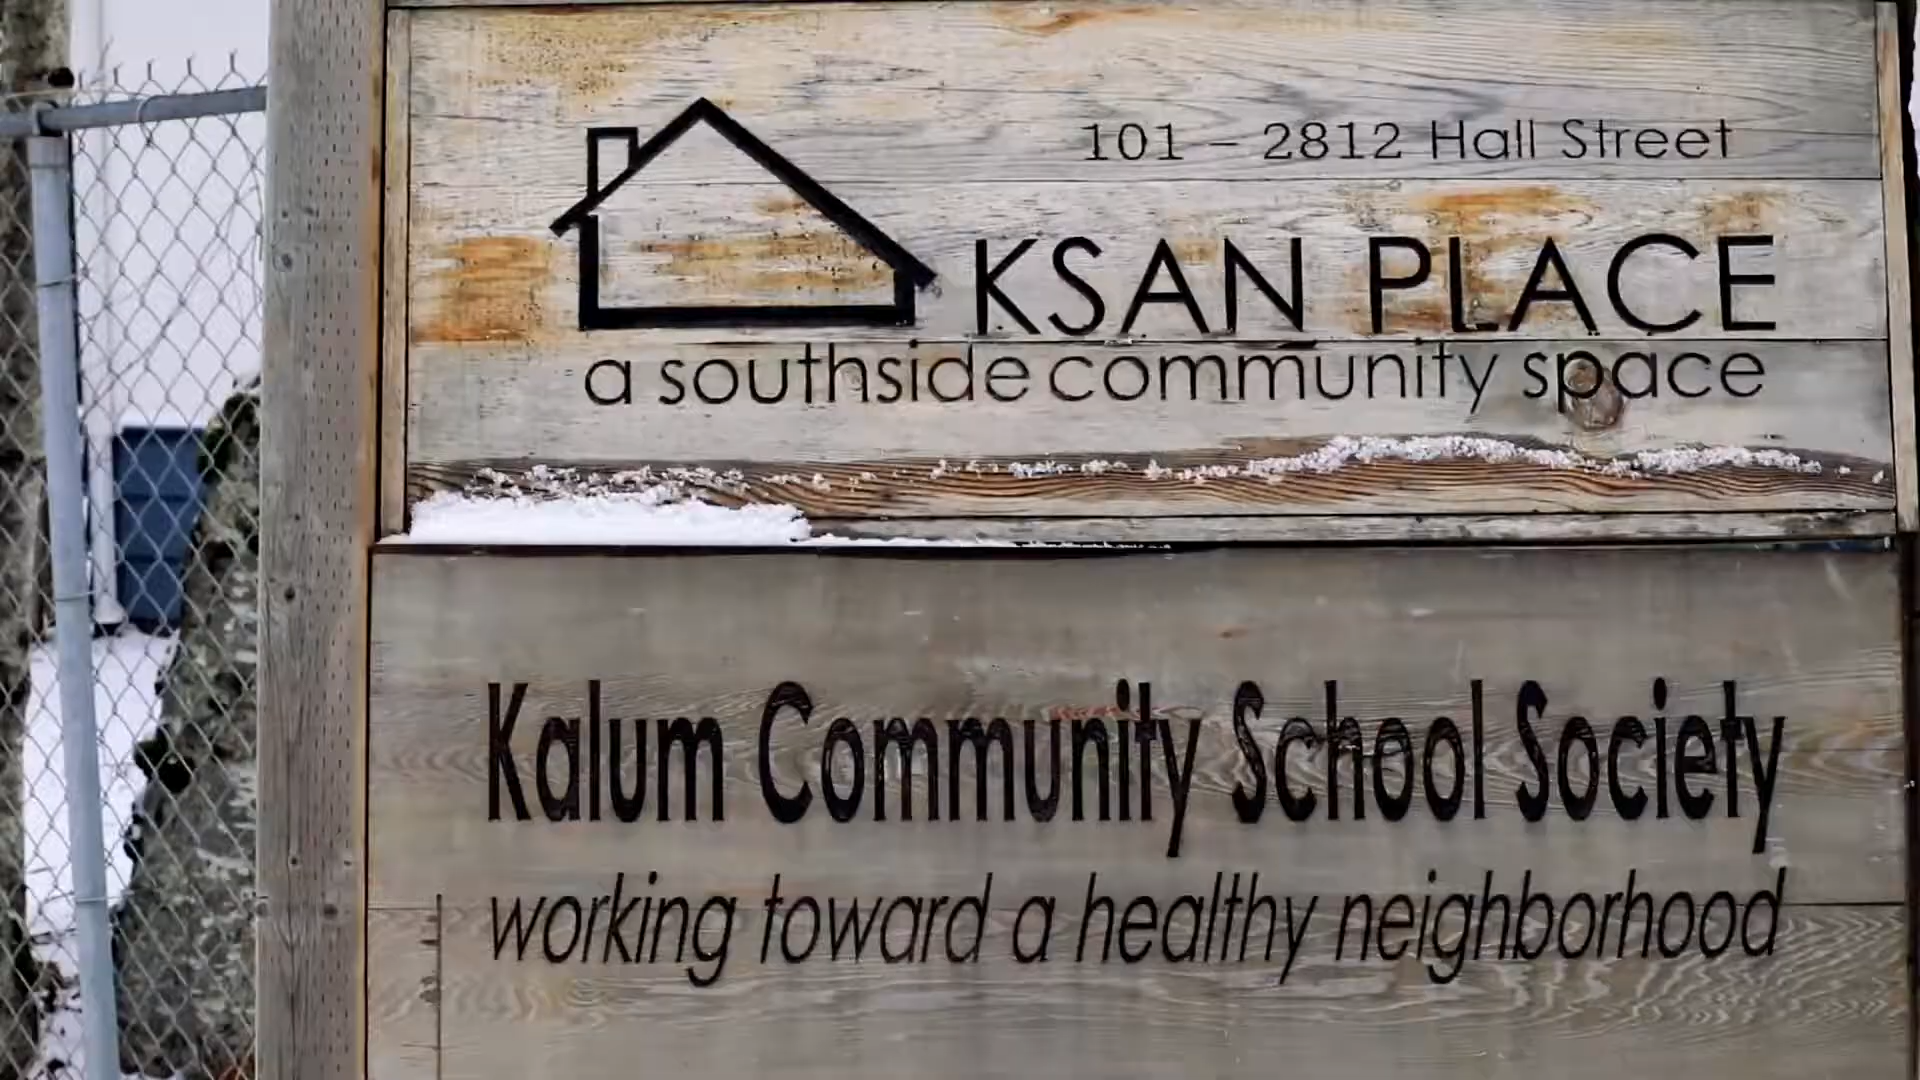 101 – 2812 Hall Street
KSAN PLACE
a southside community space
Kalum Community School Society
working toward a healthy neighborhood